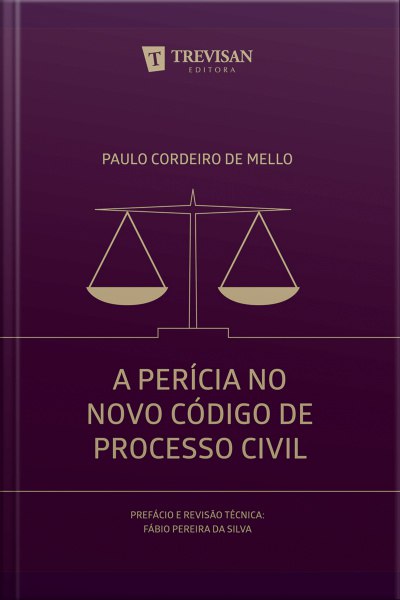 T TREVISAN
EDITORA
PAULO CORDEIRO DE MELLO
A PERÍCIA NO
NOVO CÓDIGO DE
PROCESSO CIVIL
PREFÁCIO E REVISÃO TÉCNICA:
FÁBIO PEREIRA DA SILVA